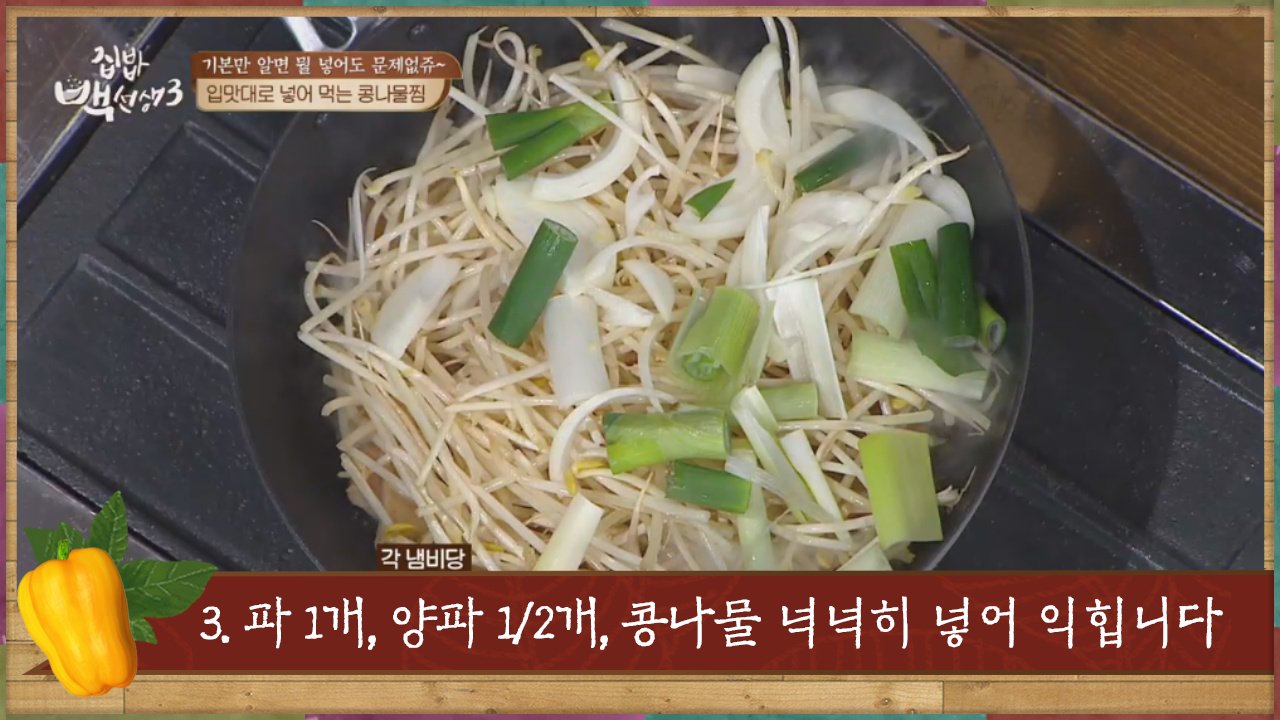 집밥
백선생3
기본만 알면 뭘 넣어도 문제없쥬~
입맛대로 넣어 먹는 콩나물찜
각 냄비당
3. 파 1개, 양파 1/2개, 콩나물 넉넉히 넣어 익힙니다